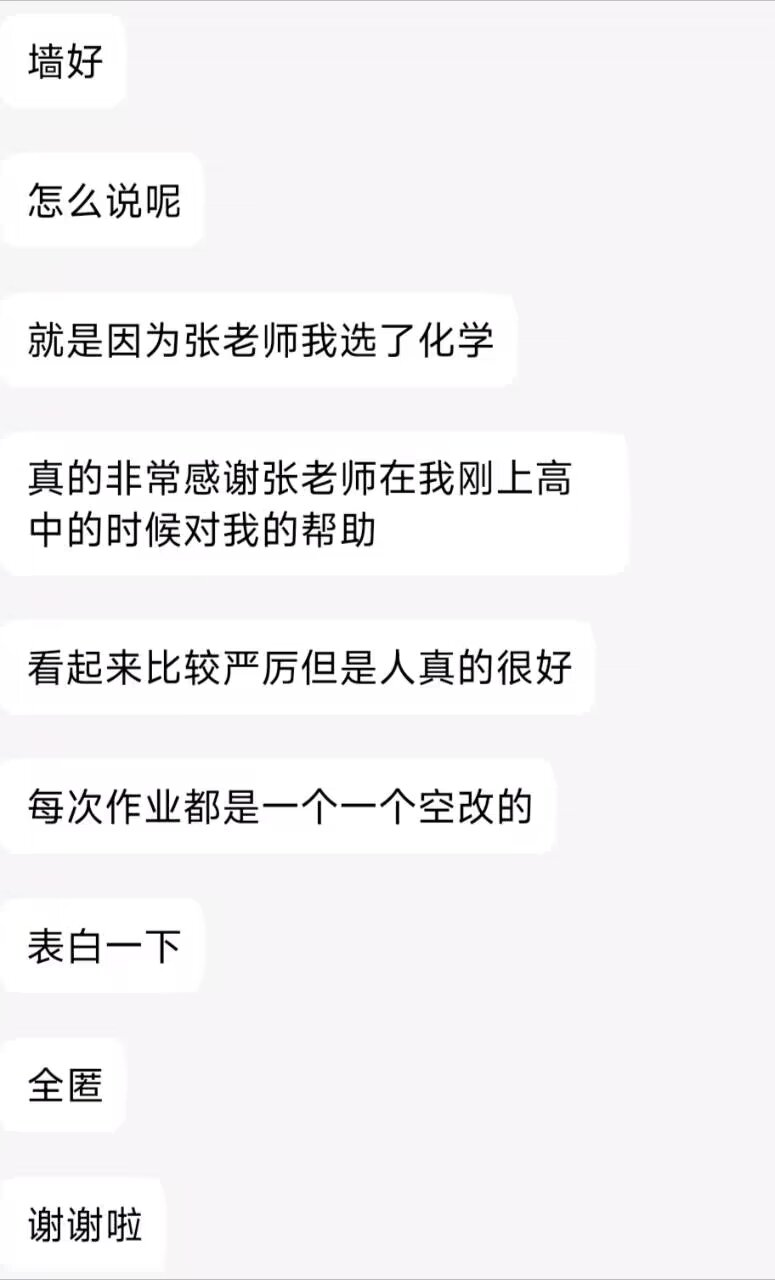 墙好
怎么说呢
就是因为张老师我选了化学
真的非常感谢张老师在我刚上高
中的时候对我的帮助
看起来比较严厉但是人真的很好
每次作业都是一个一个空改的
表白一下
全匿
谢谢啦